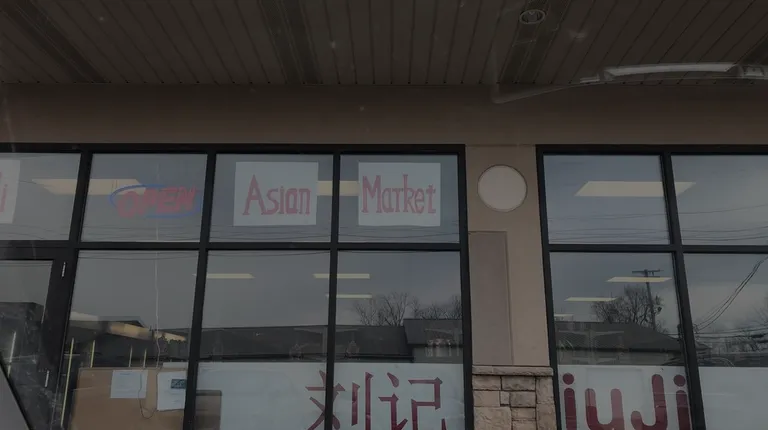 OPEN
Asian Market
刘记
iuJi